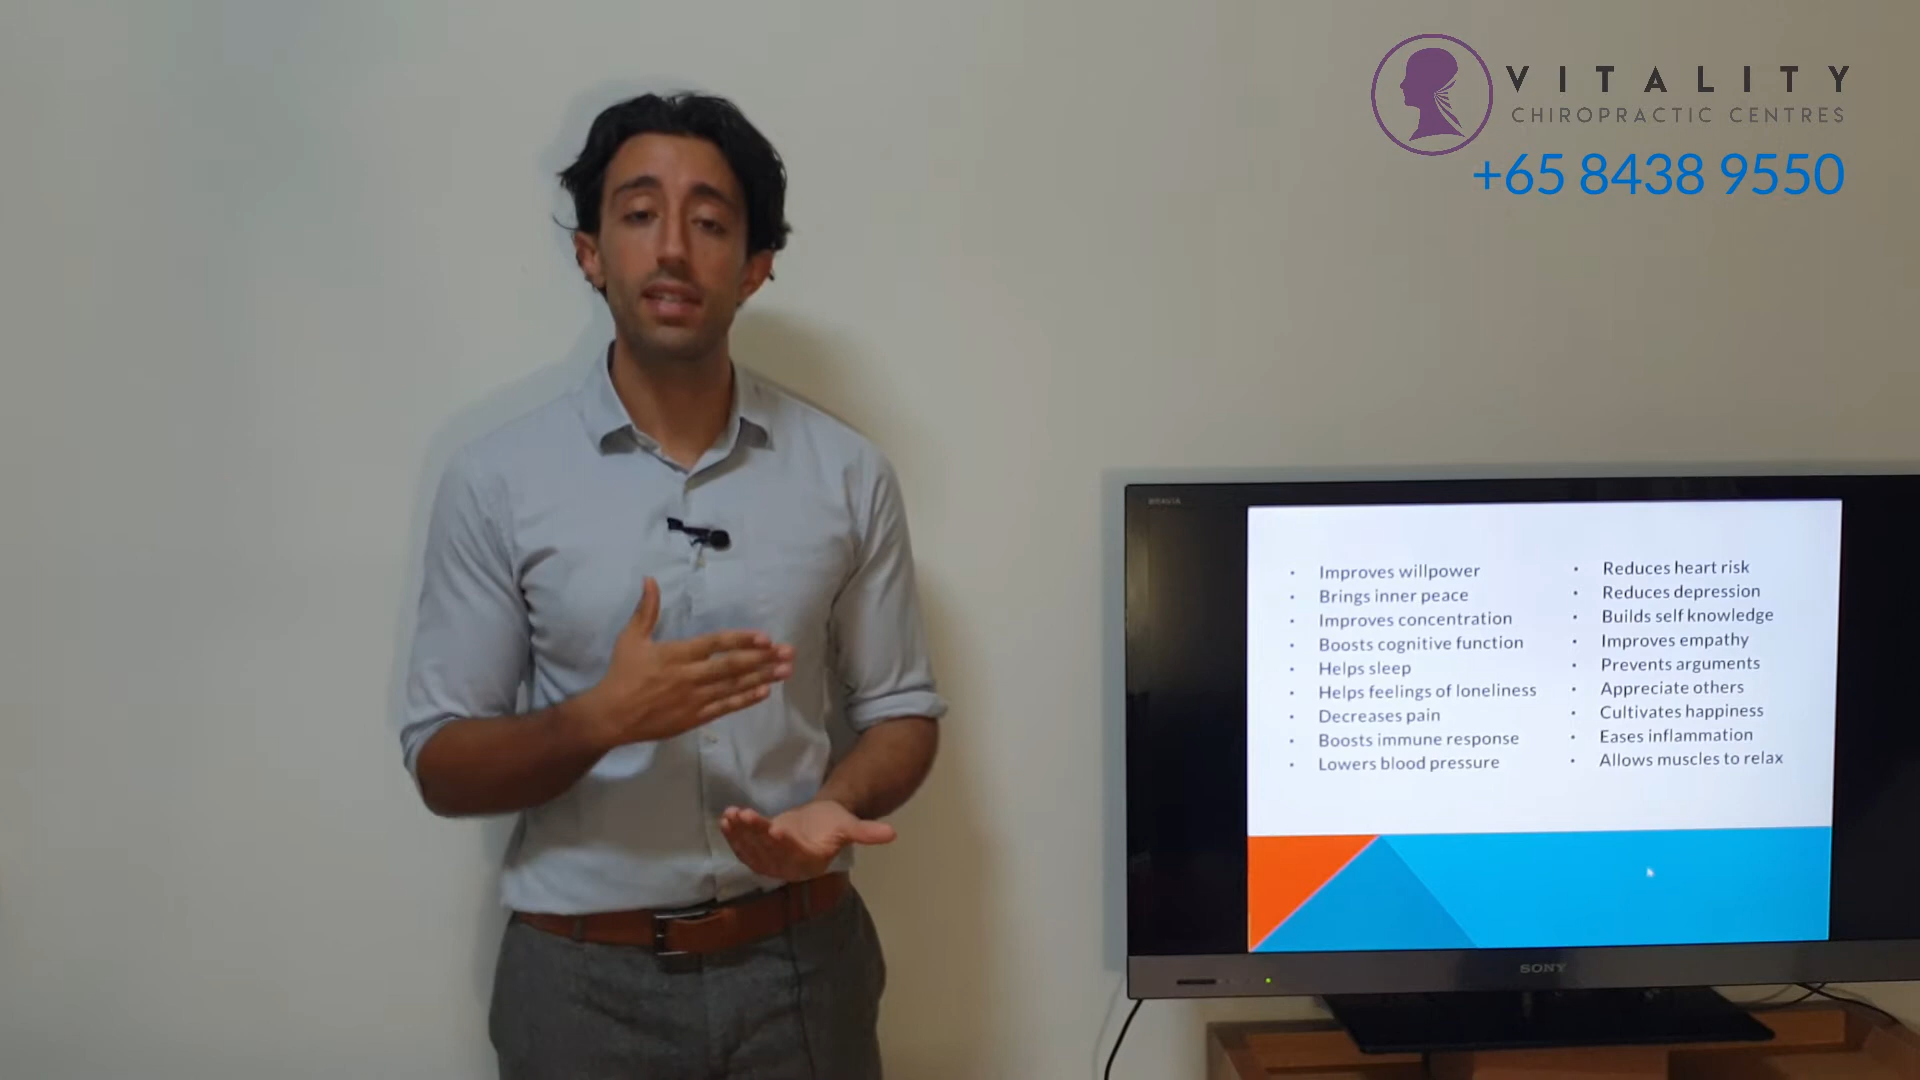 VITALITY
CHIROPRACTIC CENTRES
+65 8438 9550
BRAVIA
• Improves willpower
• Brings inner peace
• Improves concentration
• Boosts cognitive function
• Helps sleep
• Helps feelings of loneliness
• Decreases pain
• Boosts immune response
• Lowers blood pressure
• Reduces heart risk
• Reduces depression
• Builds self knowledge
• Improves empathy
• Prevents arguments
• Appreciate others
• Cultivates happiness
• Eases inflammation
• Allows muscles to relax
SONY